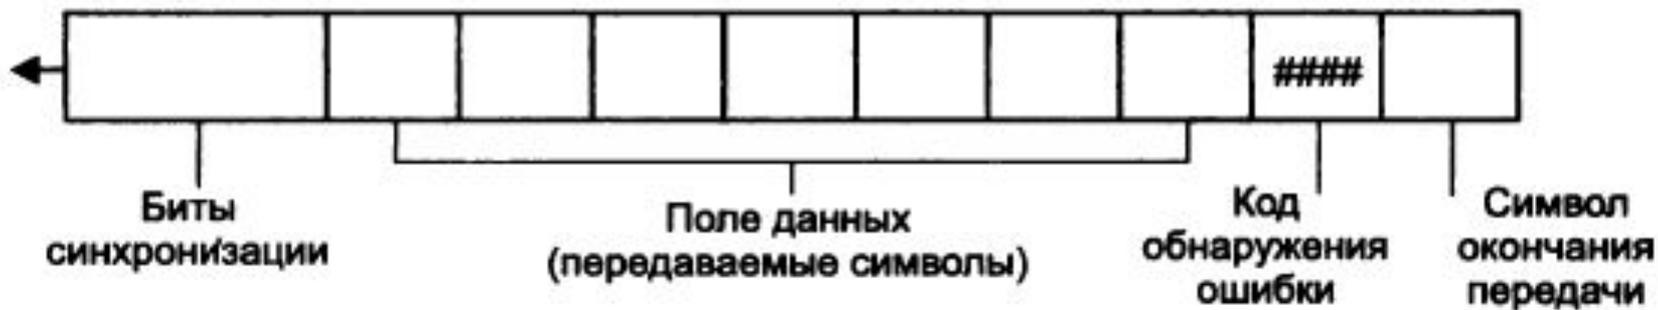 ####
Биты
синхронизации
Поле данных
(передаваемые символы)
Код
обнаружения
ошибки
Символ
окончания
передачи